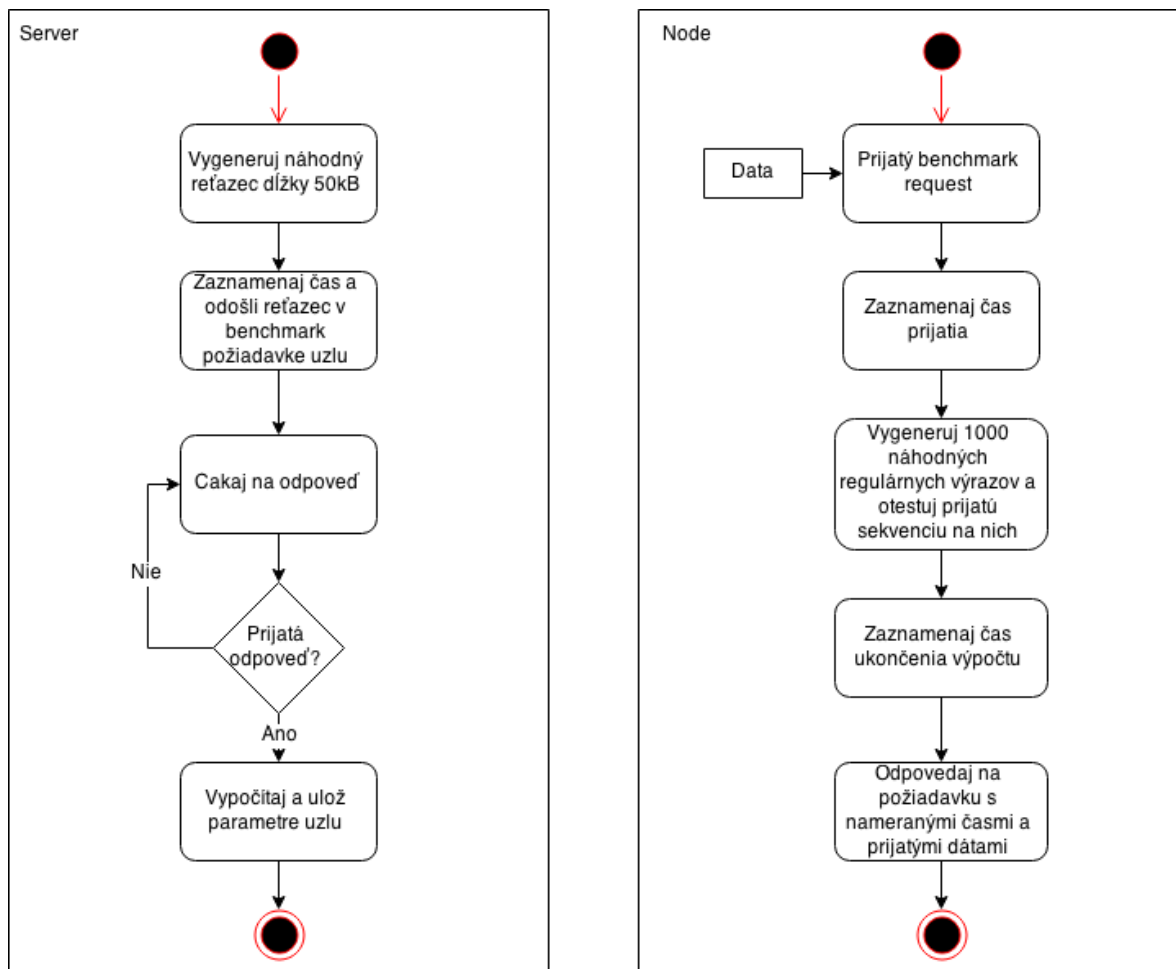 Server
Vygeneruj náhodný
reťazec dĺžky 50kB
Zaznamenaj čas a
odošli reťazec v
benchmark
požiadavke uzlu
Cakaj na odpoveď
Nie
Prijatá
odpoveď?
Ano
Vypočítaj a ulož
parametre uzlu
Node
Data
Prijatý benchmark
request
Zaznamenaj čas
prijatia
Vygeneruj 1000
náhodných
regulárnych výrazov a
otestuj prijatú
sekvenciu na nich
Zaznamenaj čas
ukončenia výpočtu
Odpovedaj na
požiadavku s
nameranými časmi a
prijatými dátami